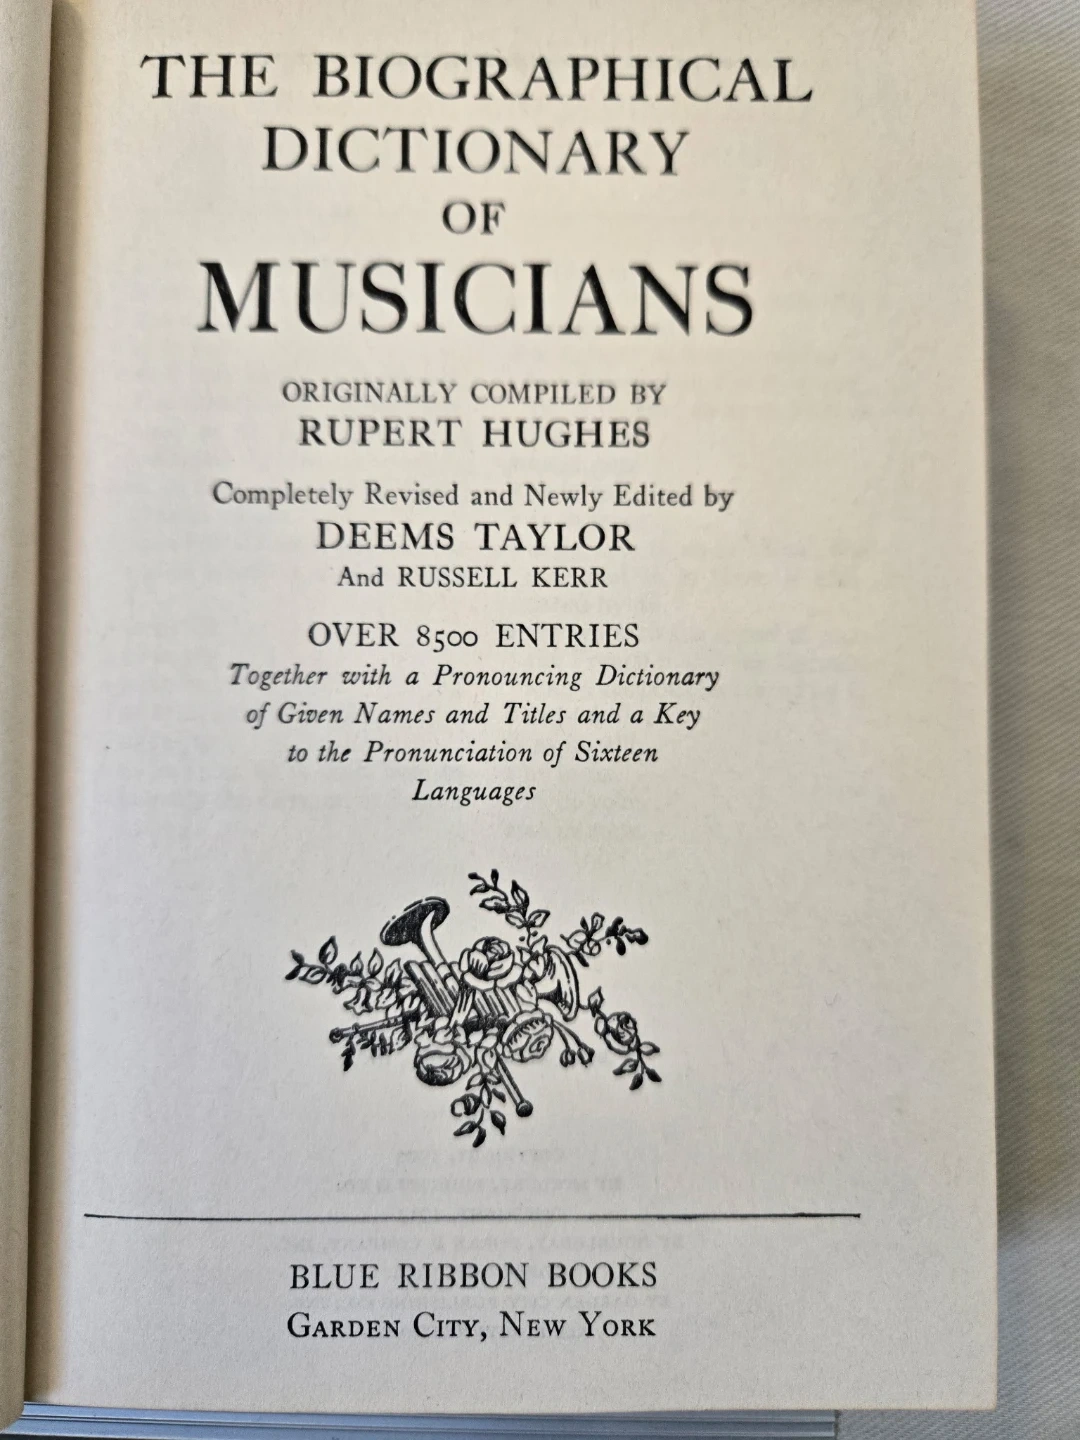 THE BIOGRAPHICAL
DICTIONARY
OF
MUSICIANS
ORIGINALLY COMPILED BY
RUPERT HUGHES
Completely Revised and Newly Edited by
DEEMS TAYLOR
And RUSSELL KERR
OVER 8500 ENTRIES
Together with a Pronouncing Dictionary
of Given Names and Titles and a Key
to the Pronunciation of Sixteen
Languages
BLUE RIBBON BOOKS
GARDEN CITY, NEW YORK